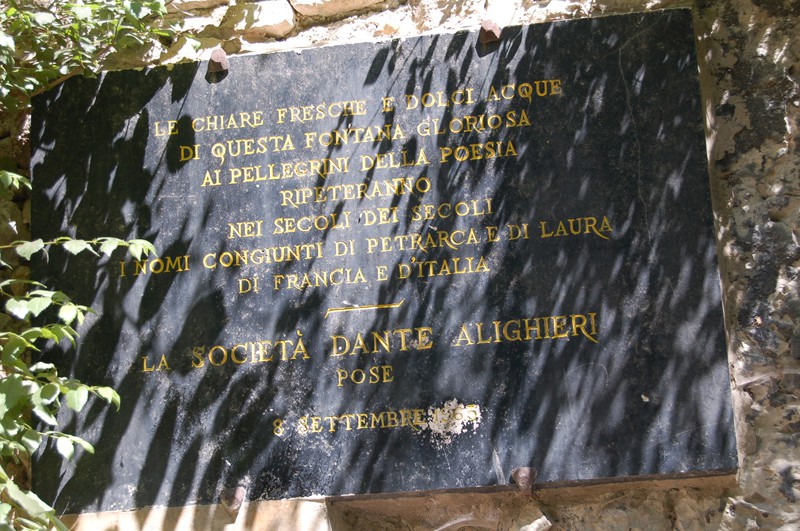 LE CHIARE FRESCHE E DOLCI ACQUE
DI QUESTA FONTANA GLORIOSA
AI PELLEGRINI DELLA POESIA
RIPETERANNO
NEI SECOLI DEI SECOLI
I NOMI CONGIUNTI DI PETRARCA E DI LAURA
DI FRANCIA E D'ITALIA
LA SOCIETÀ DANTE ALIGHIERI
POSE
8 SETTEMBRE